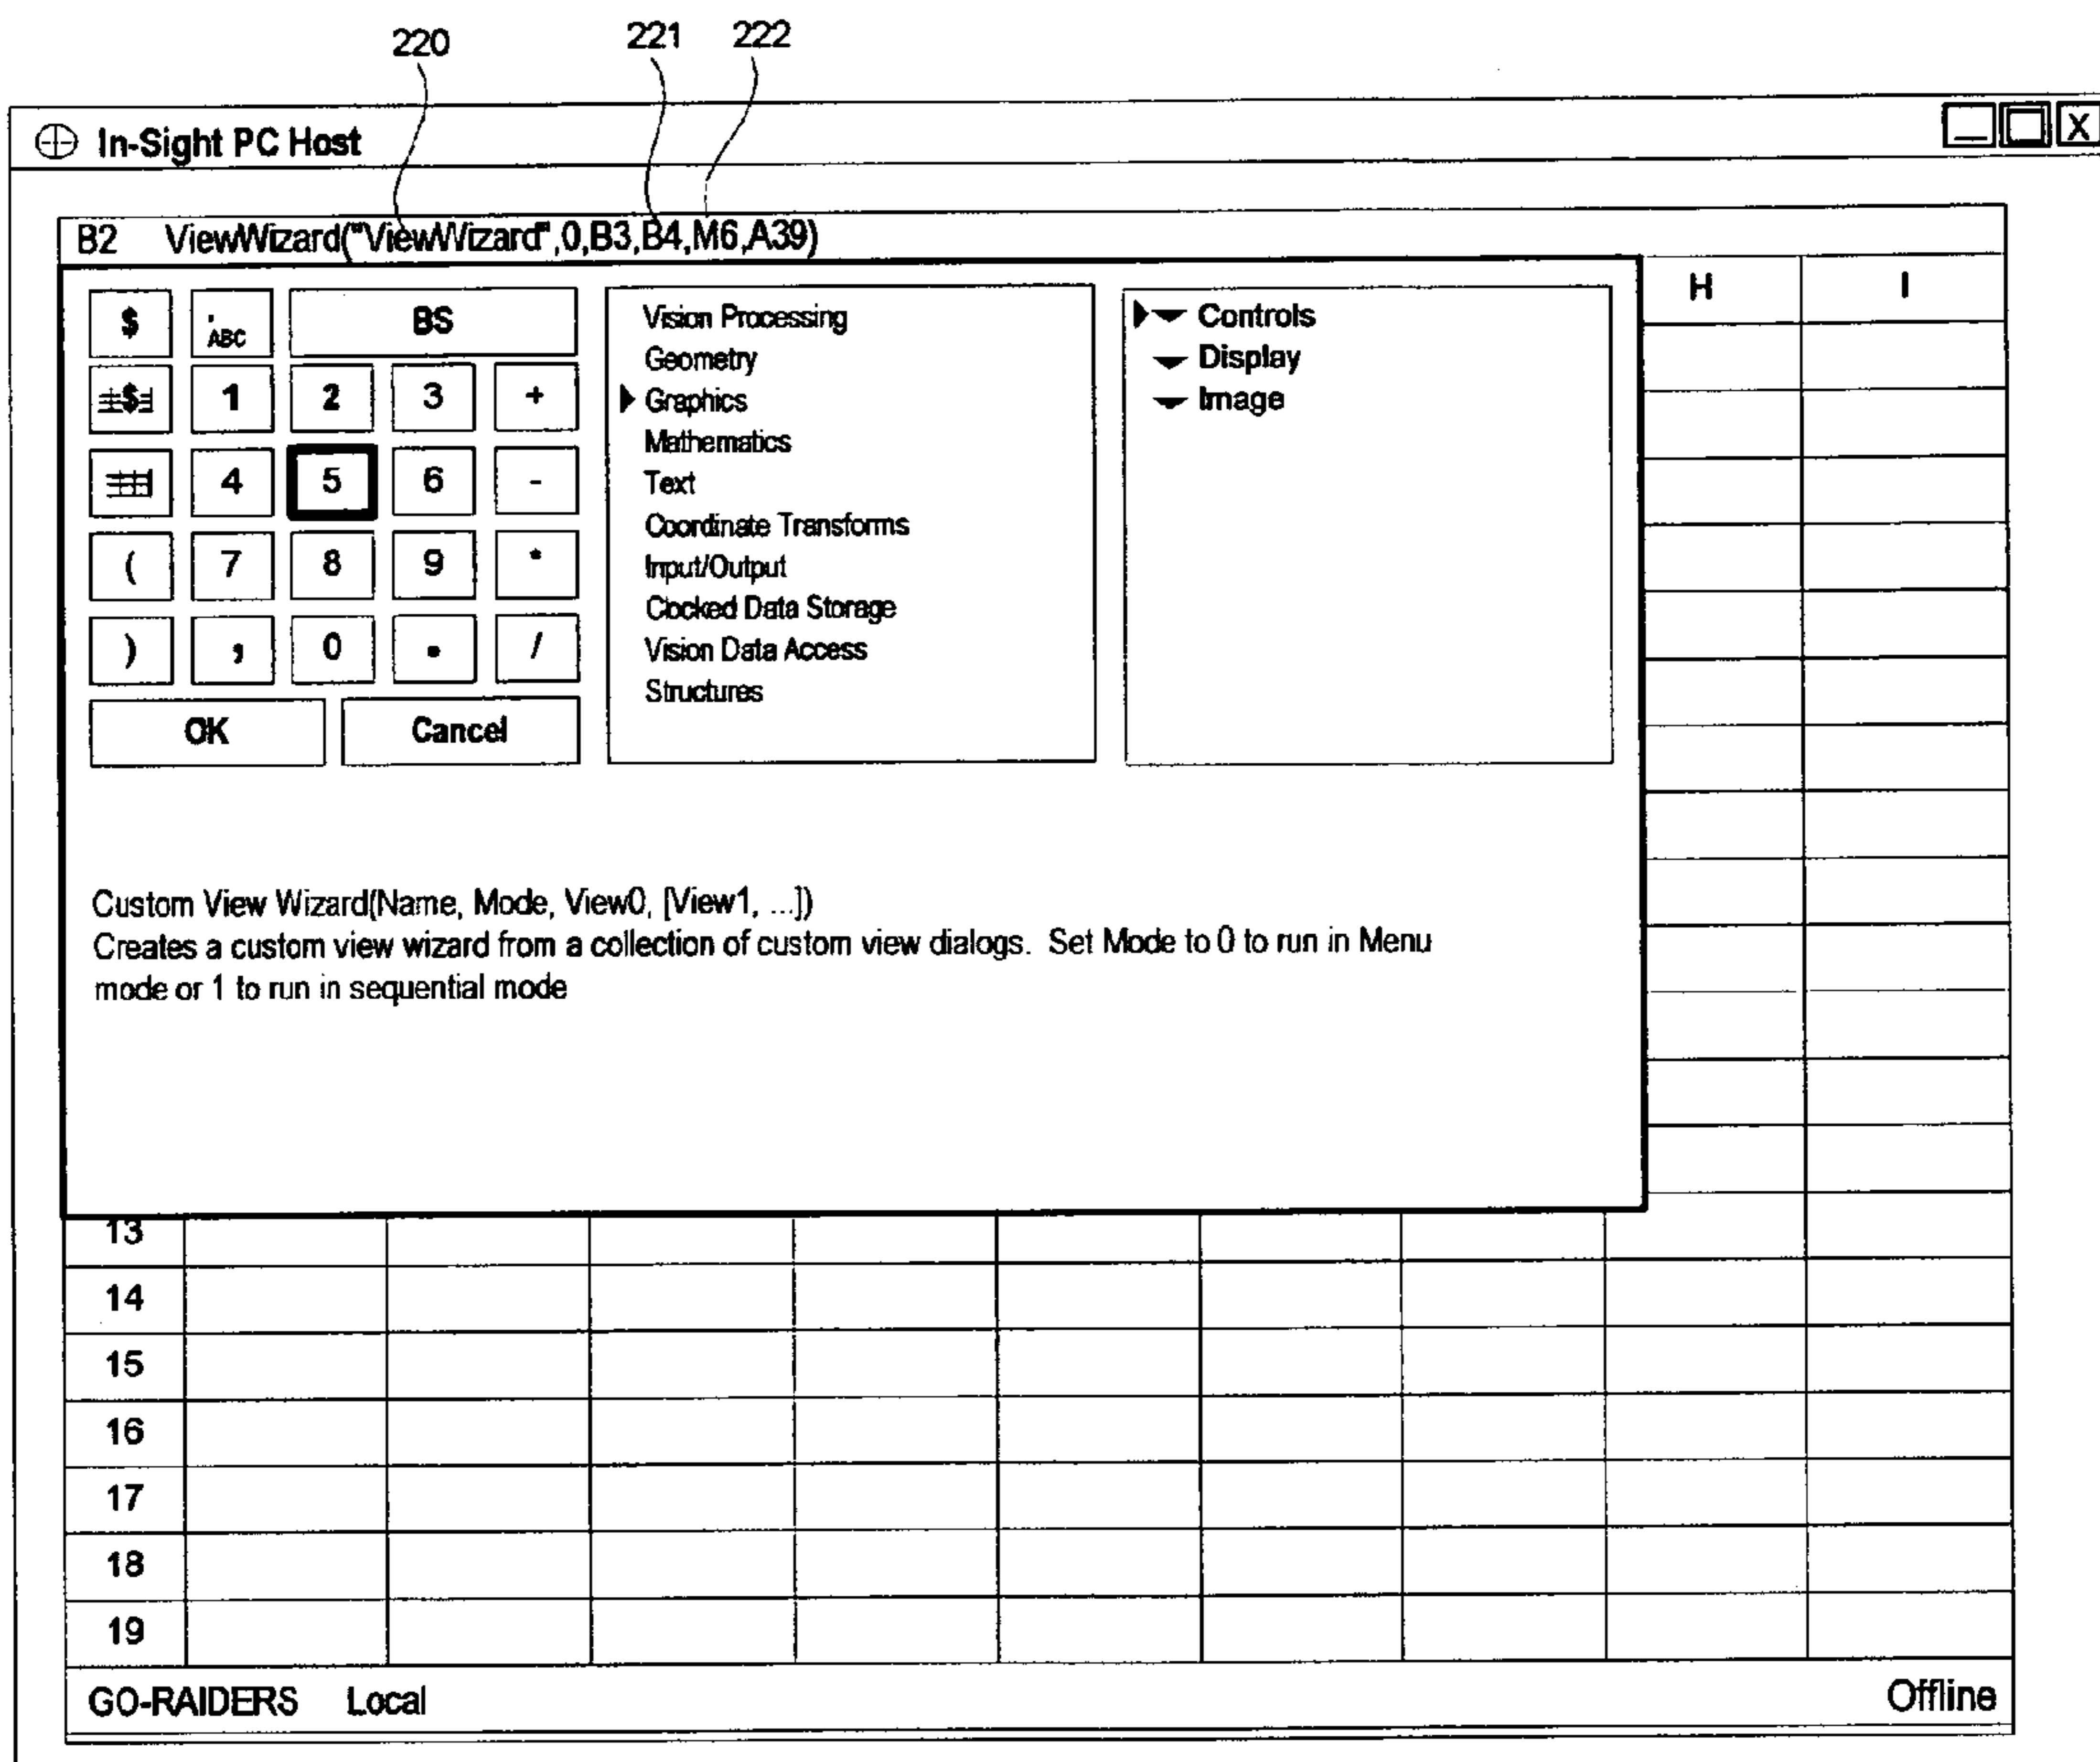 220 221 222
In-Sight PC Host X
B2 ViewWizard("ViewWizard",0,B3,B4,M6,A39)
H I
$ . ABC BS
$ 1 2 3 +
4 5 6 -
( 7 8 9 *
) , 0 . /
OK Cancel
Vision Processing
Geometry
Graphics
Mathematics
Text
Coordinate Transforms
Input/Output
Clocked Data Storage
Vision Data Access
Structures
Controls
Display
Image
Custom View Wizard(Name, Mode, View0, [View1, ...])
Creates a custom view wizard from a collection of custom view dialogs. Set Mode to 0 to run in Menu
mode or 1 to run in sequential mode
13
14
15
16
17
18
19
GO-RAIDERS Local Offline